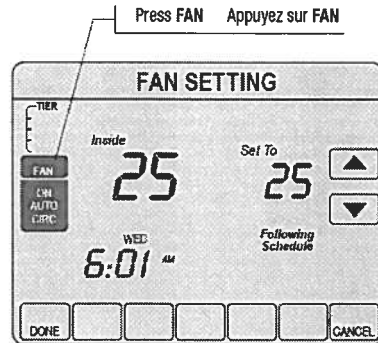 Press FAN Appuyez sur FAN
FAN SETTING
TIER
Inside
Set To
FAN
25
25
ON
AUTO
CIRC
WED
Following
Schedule
6:01 AM
DONE
CANCEL